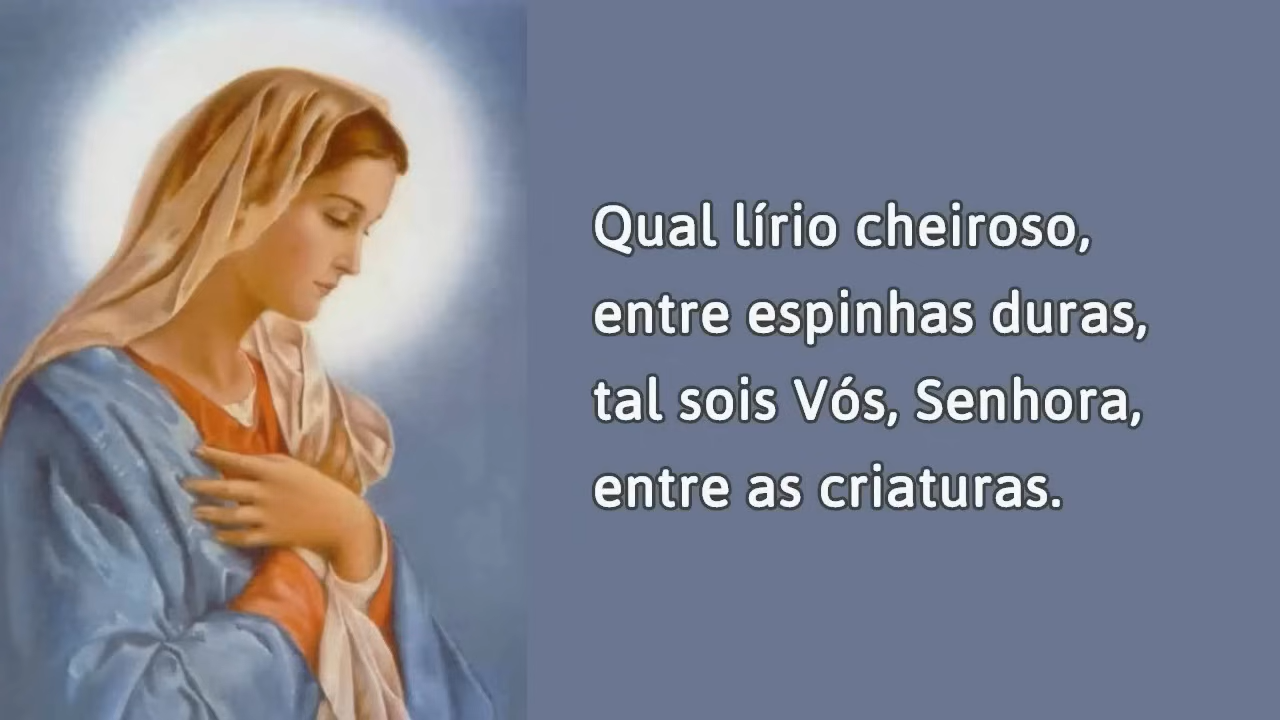 Qual lírio cheiroso,
entre espinhas duras,
tal sois Vós, Senhora,
entre as criaturas.